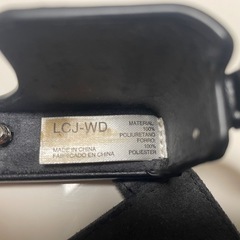 LCJ-WD
MADE IN CHINA
FABRICADO EN CHINA
MATERIAL
100%
POLIURETANO
FORRO
100%
POLIESTER